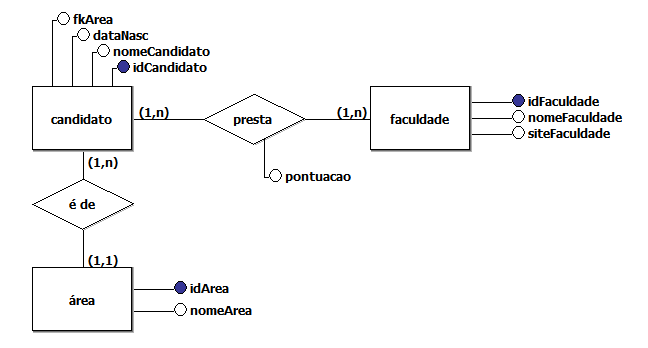 fkArea
dataNasc
nomeCandidato
idCandidato
candidato
(1,n)
presta
(1,n)
faculdade
idFaculdade
nomeFaculdade
siteFaculdade
pontuacao
(1,n)
é de
(1,1)
área
idArea
nomeArea